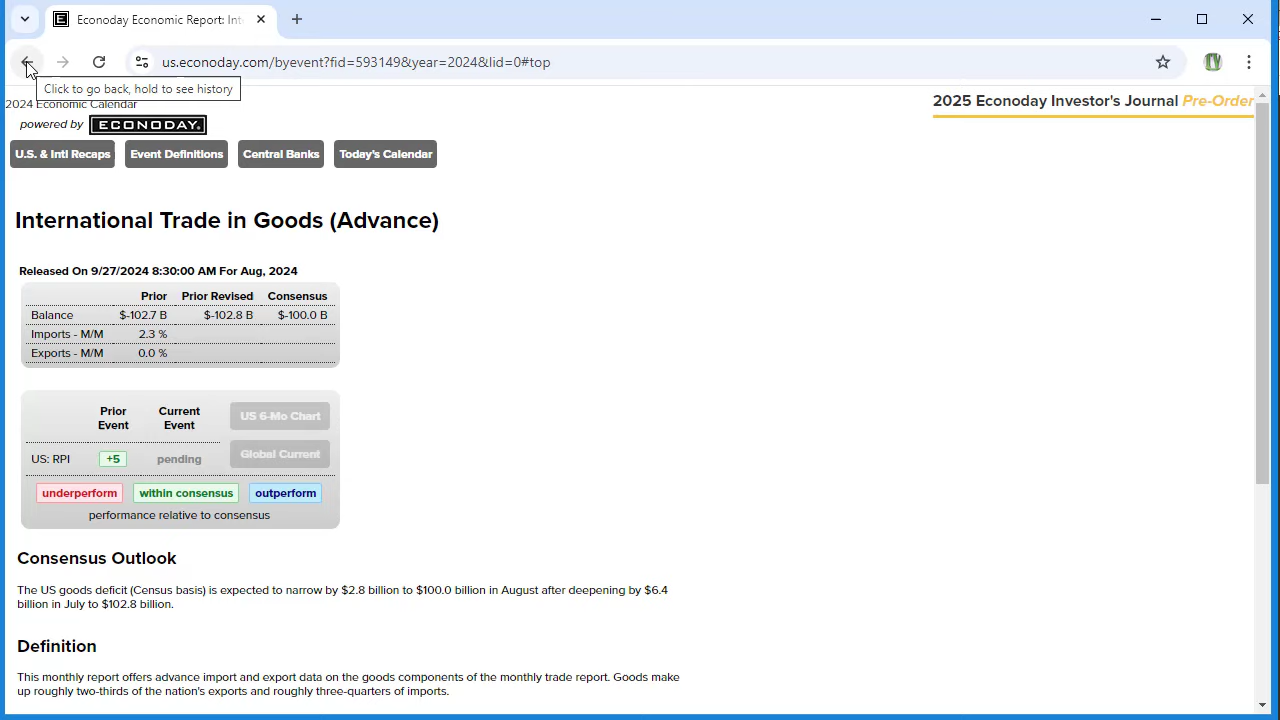 Econoday Economic Report: Int
us.econoday.com/byevent?fid=593149&year=2024&lid=0#top
Click to go back, hold to see history
2024 Economic Calendar
powered by ECONODAY.
2025 Econoday Investor's Journal Pre-Order
U.S. & Intl Recaps Event Definitions Central Banks Today's Calendar
International Trade in Goods (Advance)
Released On 9/27/2024 8:30:00 AM For Aug, 2024
Prior Prior Revised Consensus
Balance $-102.7 B $-102.8 B $-100.0 B
Imports - M/M 2.3 %
Exports - M/M 0.0 %
Prior Event Current Event US 6-Mo Chart
Global Current
US: RPI +5 pending
underperform within consensus outperform
performance relative to consensus
Consensus Outlook
The US goods deficit (Census basis) is expected to narrow by $2.8 billion to $100.0 billion in August after deepening by $6.4
billion in July to $102.8 billion.
Definition
This monthly report offers advance import and export data on the goods components of the monthly trade report. Goods make
up roughly two-thirds of the nation's exports and roughly three-quarters of imports.